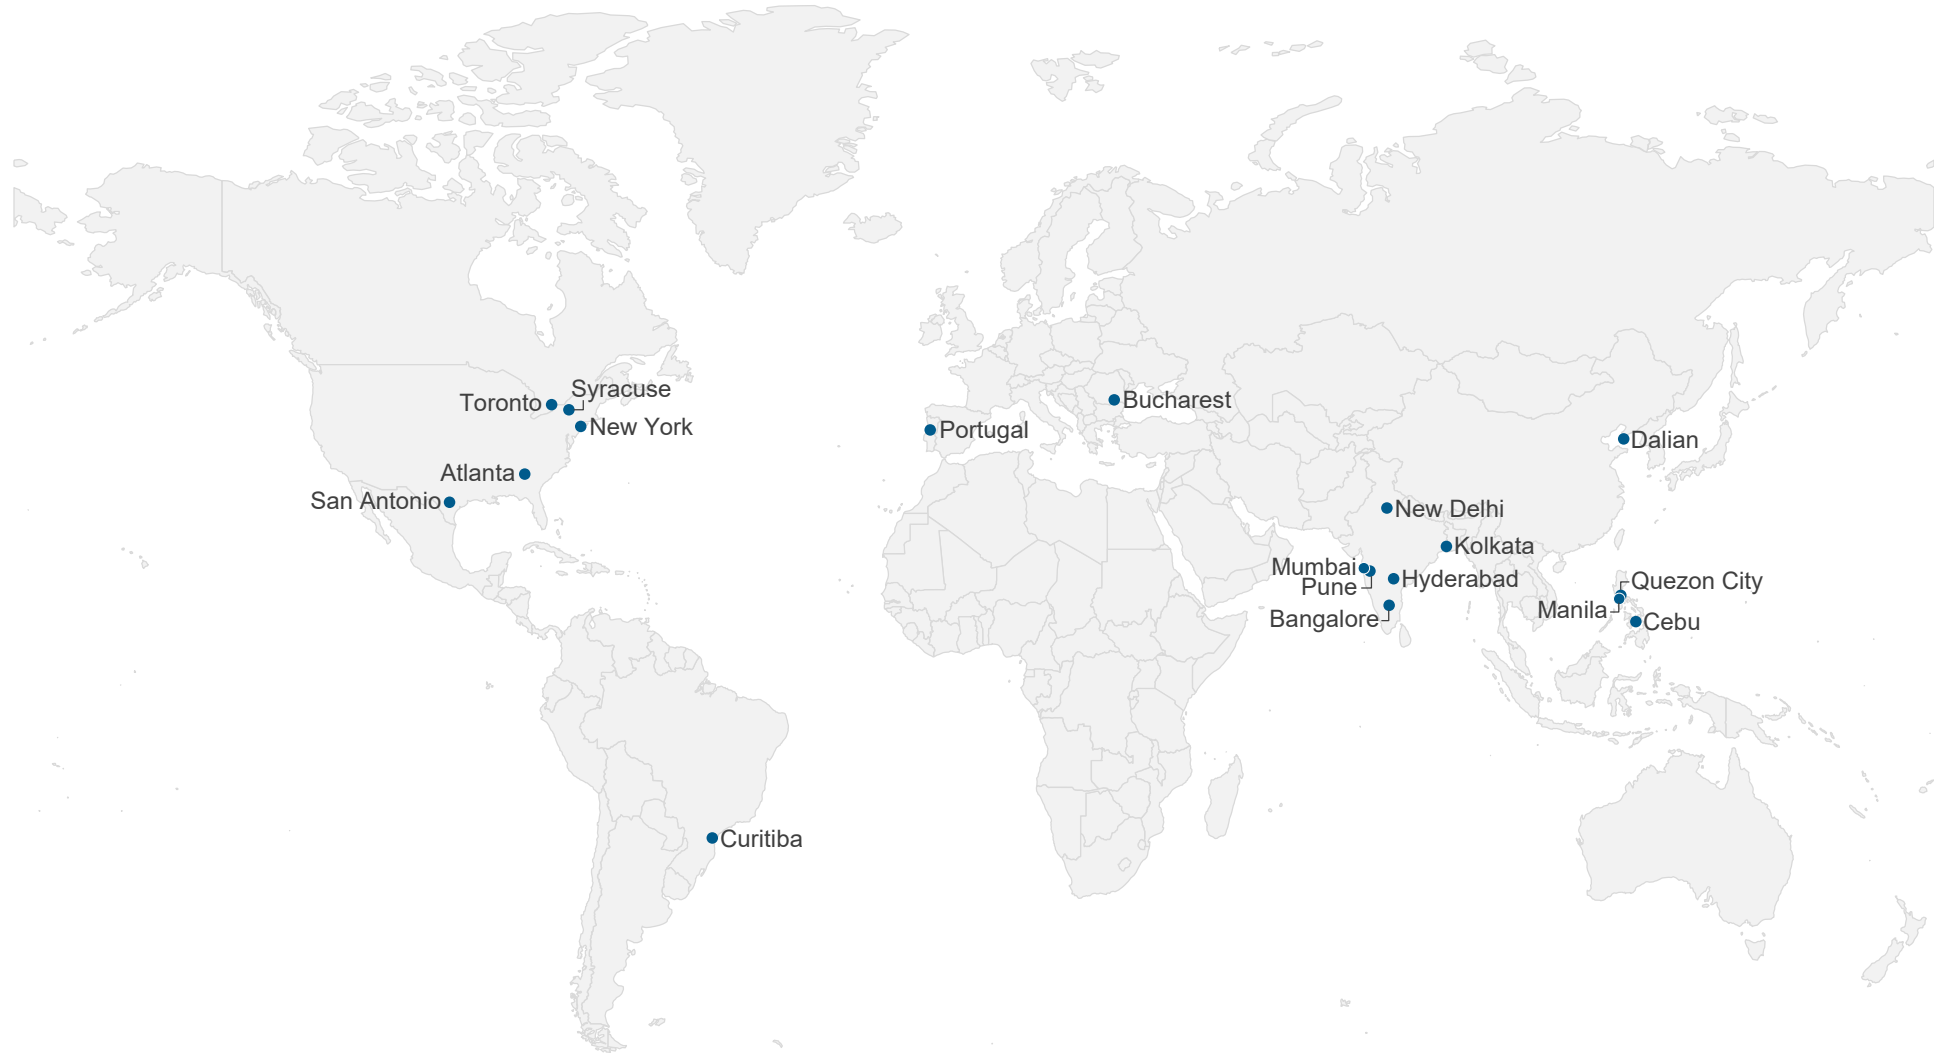 Syracuse
Toronto
New York
Bucharest
Portugal
Dalian
Atlanta
San Antonio
New Delhi
Kolkata
Mumbai
Pune
Hyderabad
Quezon City
Manila
Bangalore
Cebu
Curitiba